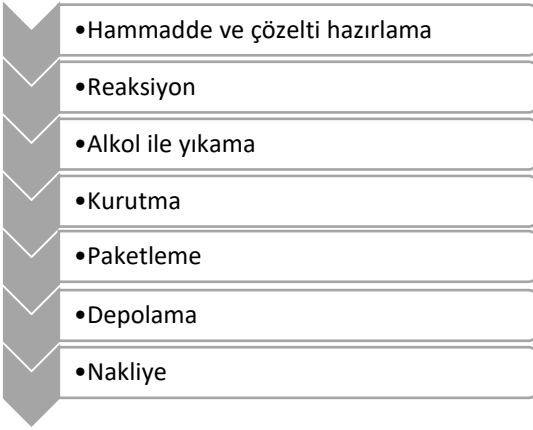 •Hammadde ve çözelti hazırlama
•Reaksiyon
•Alkol ile yıkama
•Kurutma
•Paketleme
•Depolama
•Nakliye